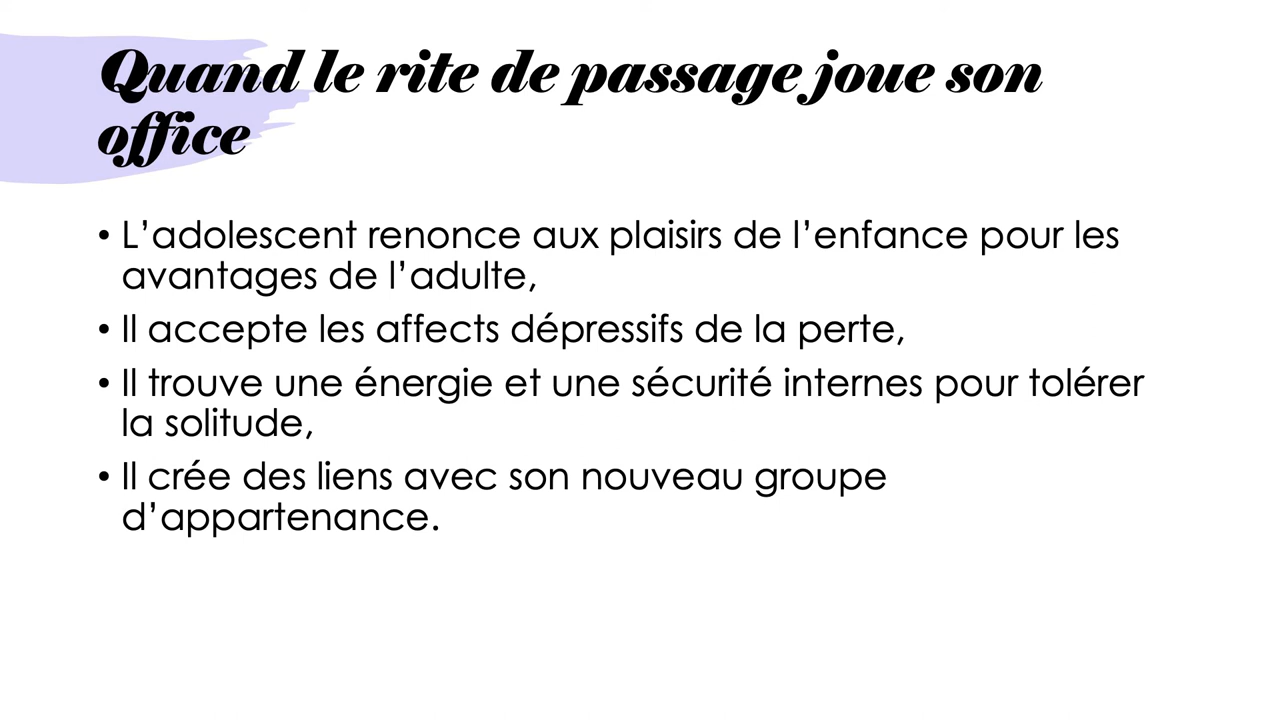 Quand le rite de passage joue son
office
• L’adolescent renonce aux plaisirs de l’enfance pour les
avantages de l’adulte,
• Il accepte les affects dépressifs de la perte,
• Il trouve une énergie et une sécurité internes pour tolérer
la solitude,
• Il crée des liens avec son nouveau groupe
d’appartenance.